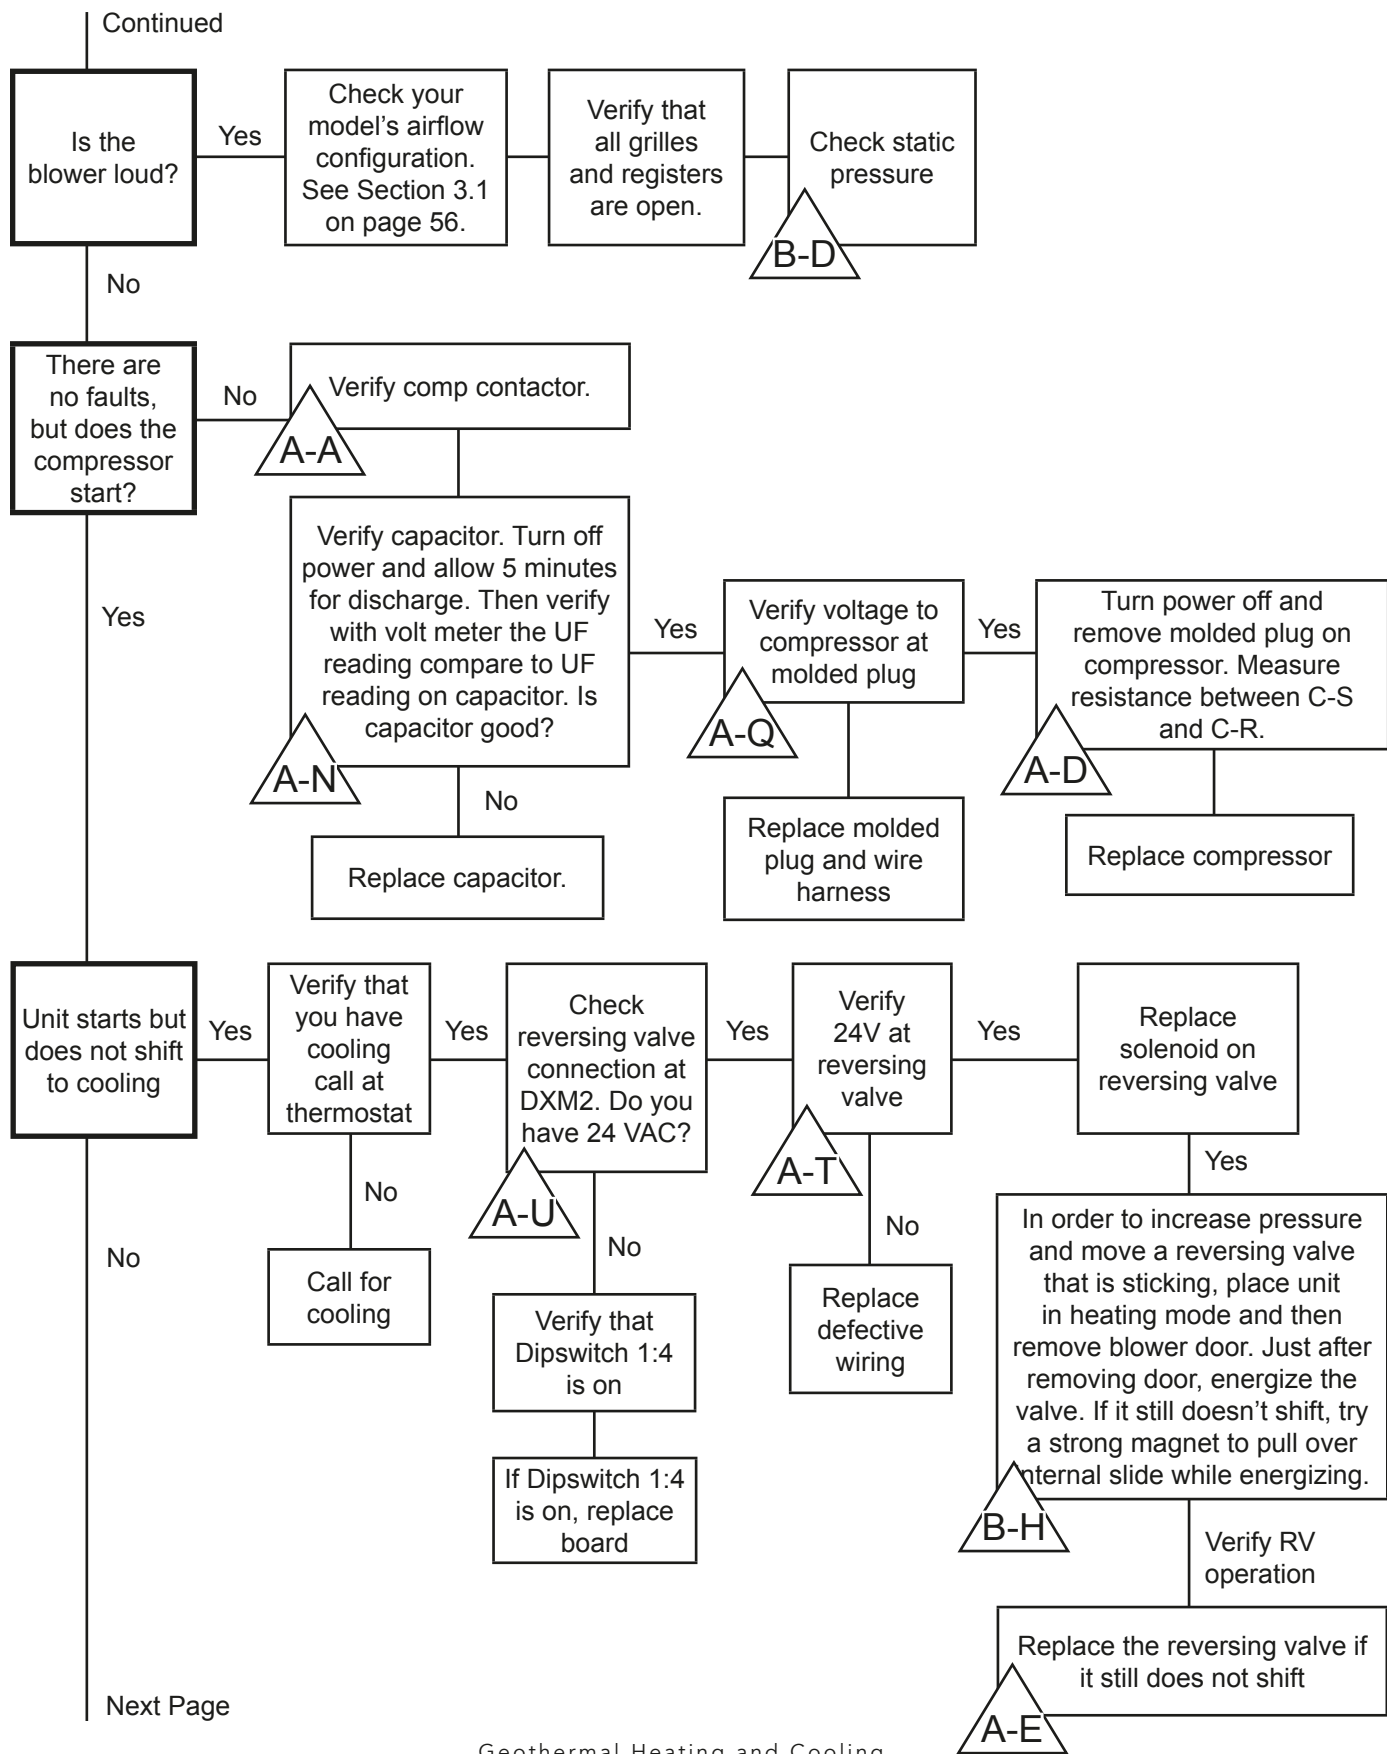 Continued
Is the
blower loud?
Yes
Check your
model's airflow
configuration.
See Section 3.1
on page 56.
Verify that
all grilles
and registers
are open.
Check static
pressure
B-D
No
There are
no faults,
but does the
compressor
start?
No
Verify comp contactor.
A-A
Yes
Verify capacitor. Turn off
power and allow 5 minutes
for discharge. Then verify
with volt meter the UF
reading compare to UF
reading on capacitor. Is
capacitor good?
A-N
Yes
Verify voltage to
compressor at
molded plug
A-Q
Yes
Turn power off and
remove molded plug on
compressor. Measure
resistance between C-S
and C-R.
A-D
No
Replace capacitor.
Replace molded
plug and wire
harness
Replace compressor
Unit starts but
does not shift
to cooling
Yes
Verify that
you have
cooling
call at
thermostat
Yes
Check
reversing valve
connection at
DXM2. Do you
have 24 VAC?
A-U
Yes
Verify
24V at
reversing
valve
A-T
Yes
Replace
solenoid on
reversing valve
No
No
Call for
cooling
No
Verify that
Dipswitch 1:4
is on
If Dipswitch 1:4
is on, replace
board
No
Replace
defective
wiring
Yes
In order to increase pressure
and move a reversing valve
that is sticking, place unit
in heating mode and then
remove blower door. Just after
removing door, energize the
valve. If it still doesn't shift, try
a strong magnet to pull over
nternal slide while energizing.
B-H
Verify RV
operation
Replace the reversing valve if
it still does not shift
A-E
Next Page
Geothermal Heating and Cooling